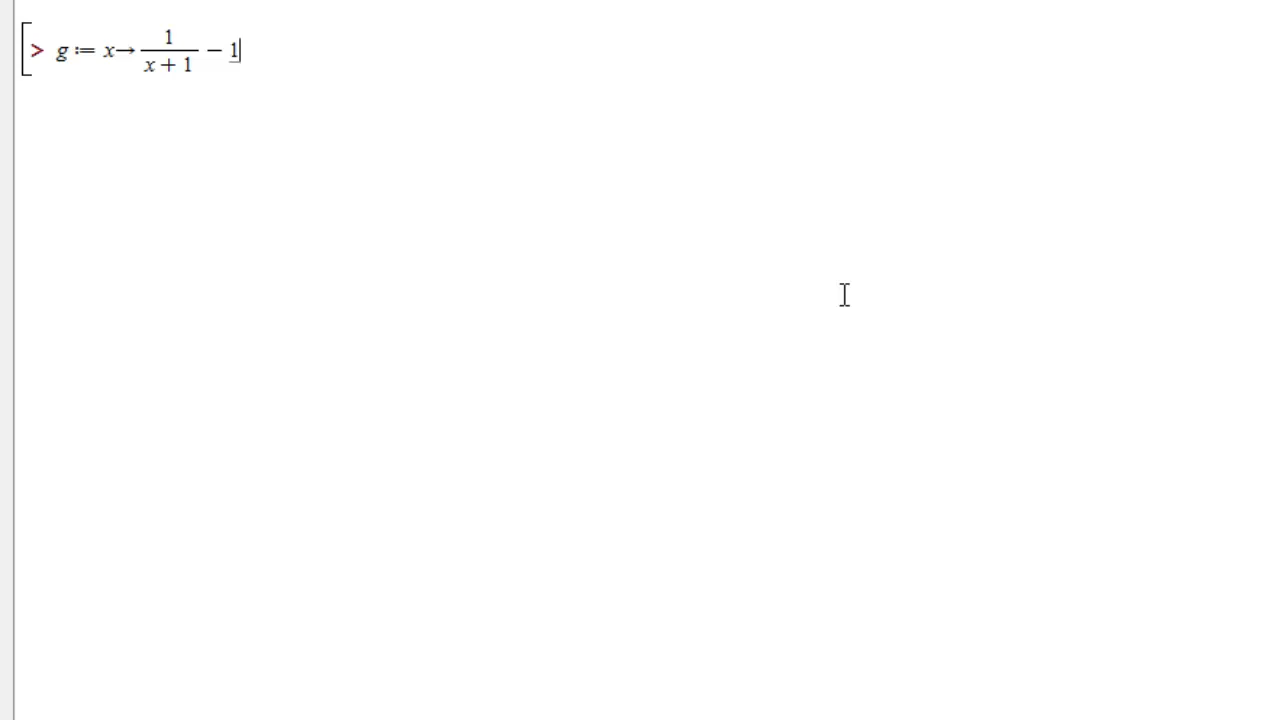 > g := x→ 1/(x + 1) − 1